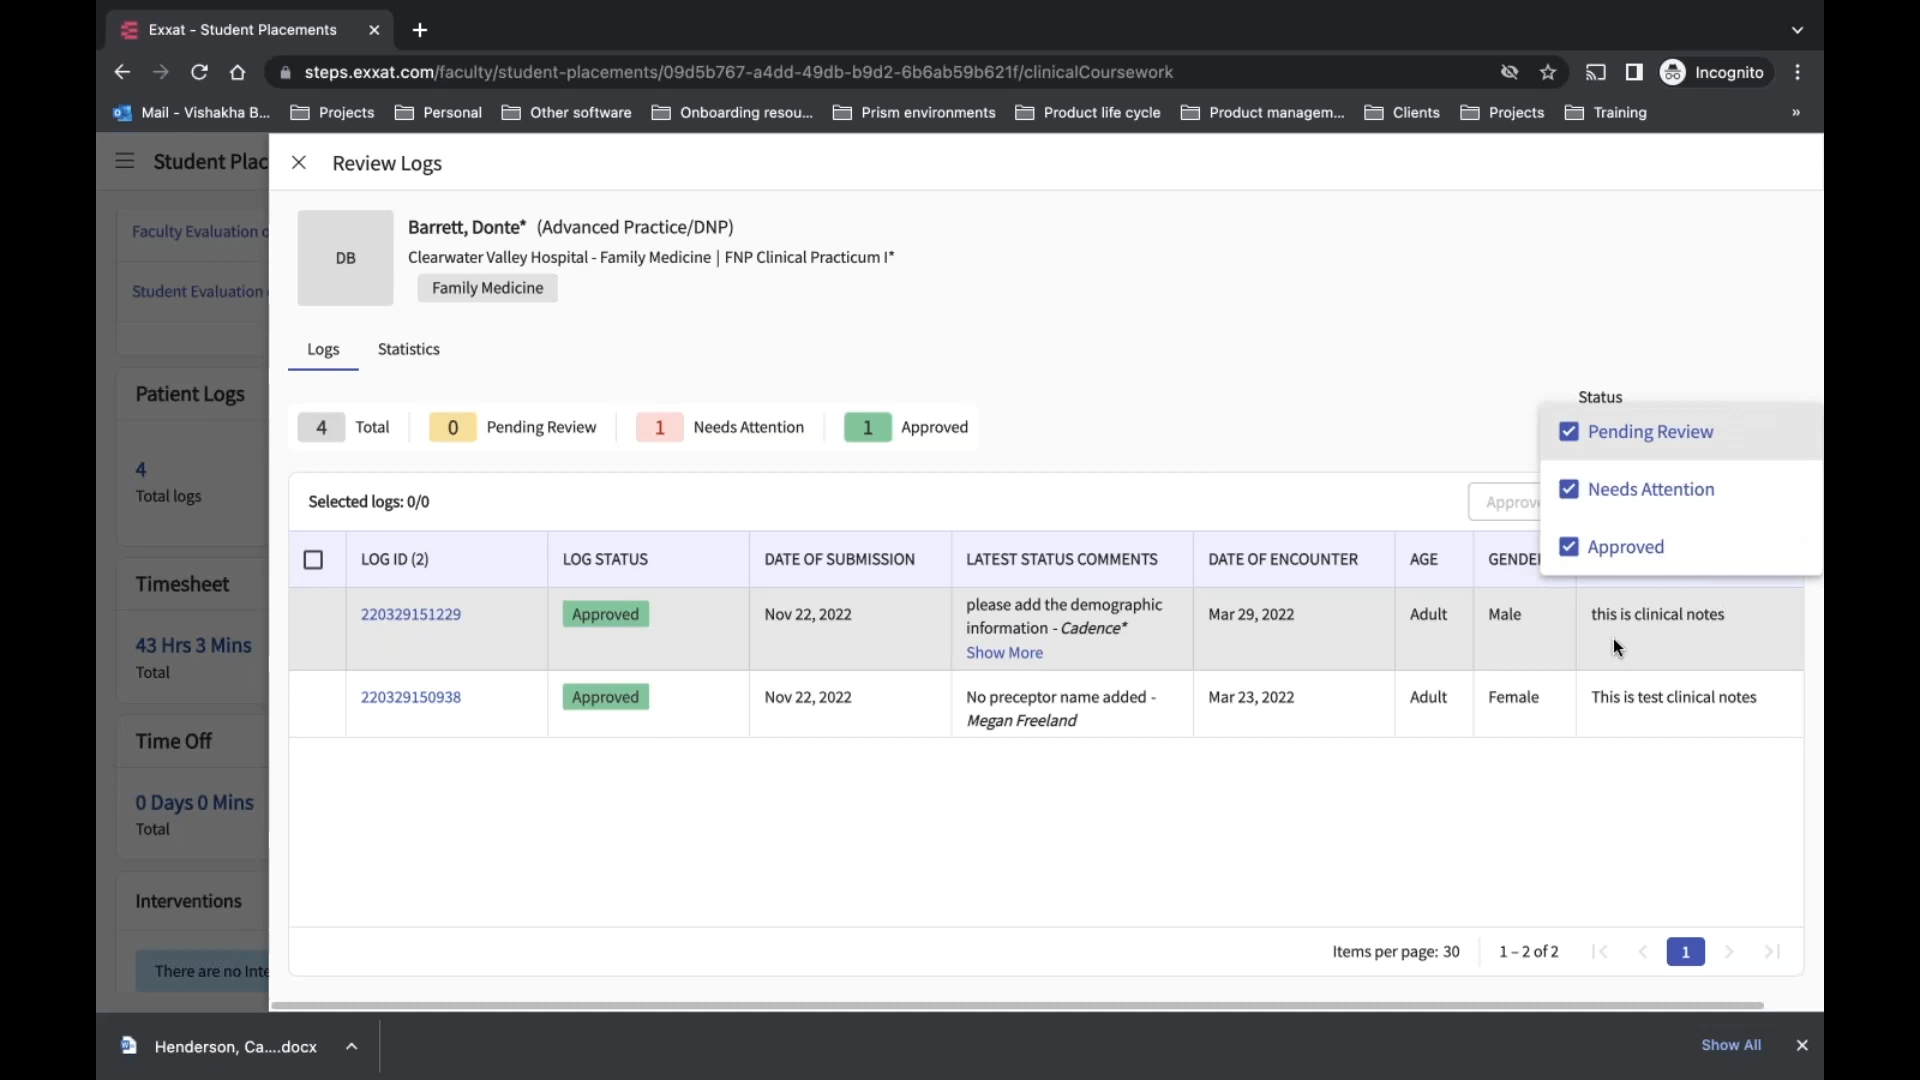 Exxat - Student Placements
steps.exxat.com/faculty/student-placements/09d5b767-a4dd-49db-b9d2-6b6ab59b621f/clinicalCoursework
Incognito
Mail - Vishakha B...
Projects
Personal
Other software
Onboarding resou...
Prism environments
Product life cycle
Product managem...
Clients
Projects
Training
»
Student Plac
Review Logs
Faculty Evaluation o
Student Evaluation
DB
Barrett, Donte* (Advanced Practice/DNP)
Clearwater Valley Hospital - Family Medicine | FNP Clinical Practicum I*
Family Medicine
Logs
Statistics
Patient Logs
4
Total logs
Timesheet
43 Hrs 3 Mins
Total
Time Off
0 Days 0 Mins
Total
Interventions
There are no Inte
4 Total
0 Pending Review
1 Needs Attention
1 Approved
Status
Pending Review
Needs Attention
Approved
Selected logs: 0/0
Approv
LOG ID (2) LOG STATUS DATE OF SUBMISSION LATEST STATUS COMMENTS DATE OF ENCOUNTER AGE GENDE
220329151229 Approved Nov 22, 2022 please add the demographic Mar 29, 2022 Adult Male this is clinical notes
information - Cadence*
Show More
220329150938 Approved Nov 22, 2022 No preceptor name added - Mar 23, 2022 Adult Female This is test clinical notes
Megan Freeland
Items per page: 30
1 – 2 of 2
1
Henderson, Ca....docx
Show All